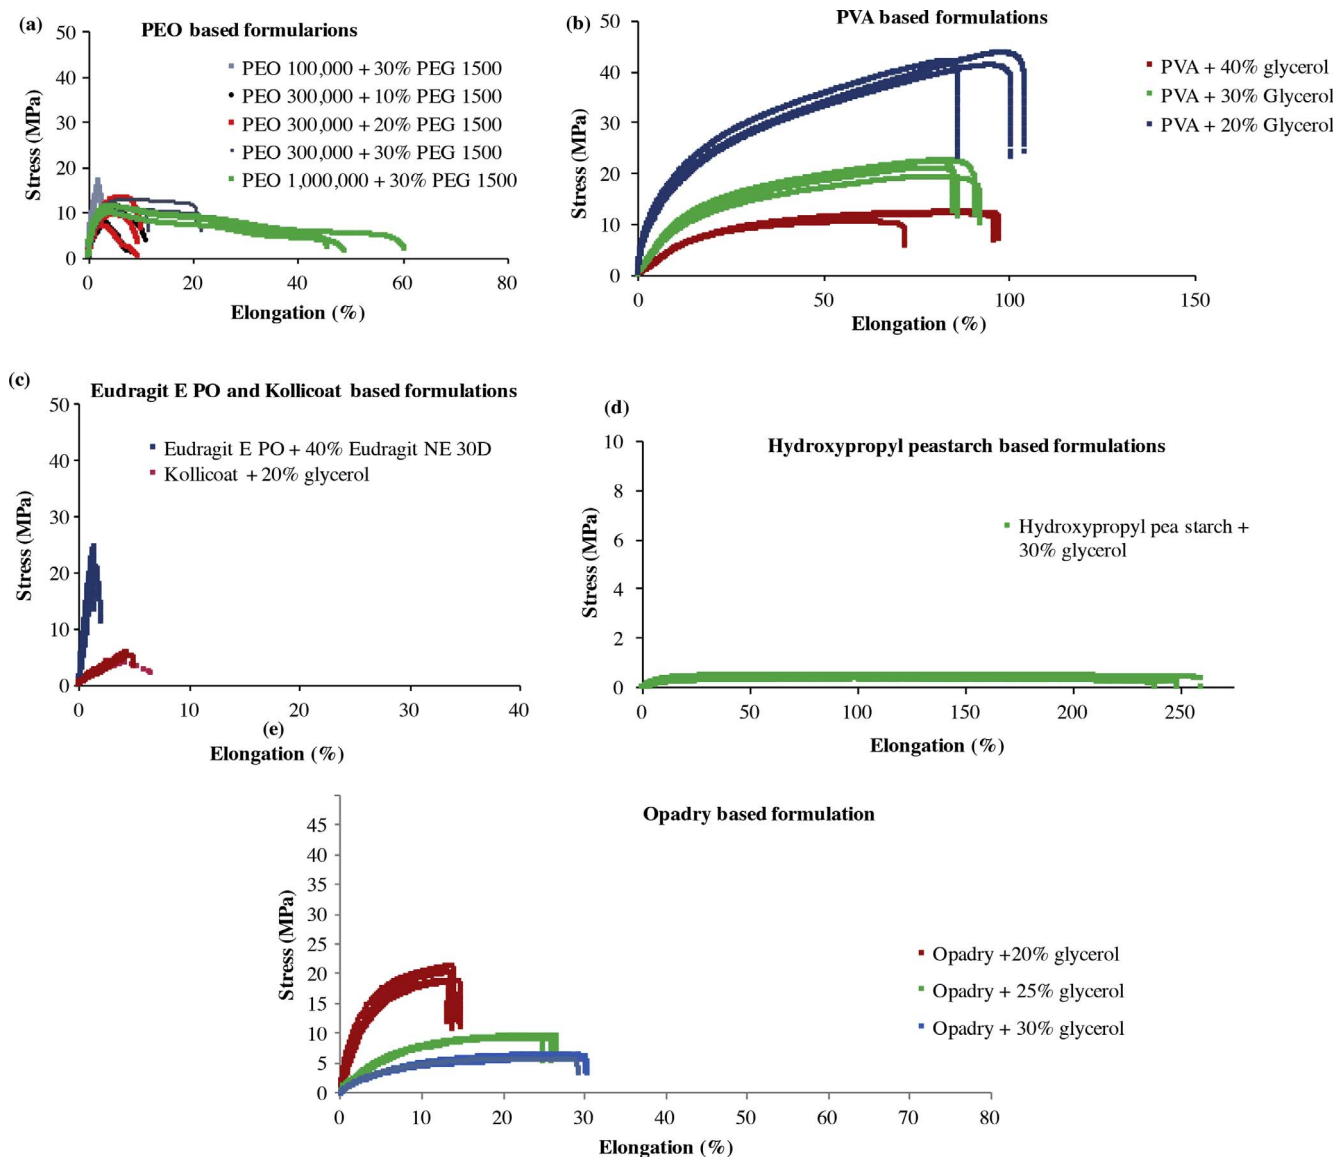 (a)
PEO based formularions
50
40
30
20
10
0
Stress (MPa)
PEO 100,000 + 30% PEG 1500
PEO 300,000 + 10% PEG 1500
PEO 300,000 + 20% PEG 1500
PEO 300,000 + 30% PEG 1500
PEO 1,000,000 + 30% PEG 1500
0 20 40 60 80
Elongation (%)
(b)
PVA based formulations
50
40
30
20
10
0
Stress (MPa)
PVA + 40% glycerol
PVA + 30% Glycerol
PVA + 20% Glycerol
0 50 100 150
Elongation (%)
(c)
Eudragit E PO and Kollicoat based formulations
50
40
30
20
10
0
Stress (MPa)
Eudragit E PO + 40% Eudragit NE 30D
Kollicoat + 20% glycerol
0 10 20 30 40
Elongation (%)
(d)
Hydroxypropyl peastarch based formulations
10
8
6
4
2
0
Stress (MPa)
Hydroxypropyl pea starch +
30% glycerol
0 50 100 150 200 250
Elongation (%)
(e)
Opadry based formulation
45
40
35
30
25
20
15
10
5
0
Stress (MPa)
Opadry +20% glycerol
Opadry + 25% glycerol
Opadry + 30% glycerol
0 10 20 30 40 50 60 70 80
Elongation (%)